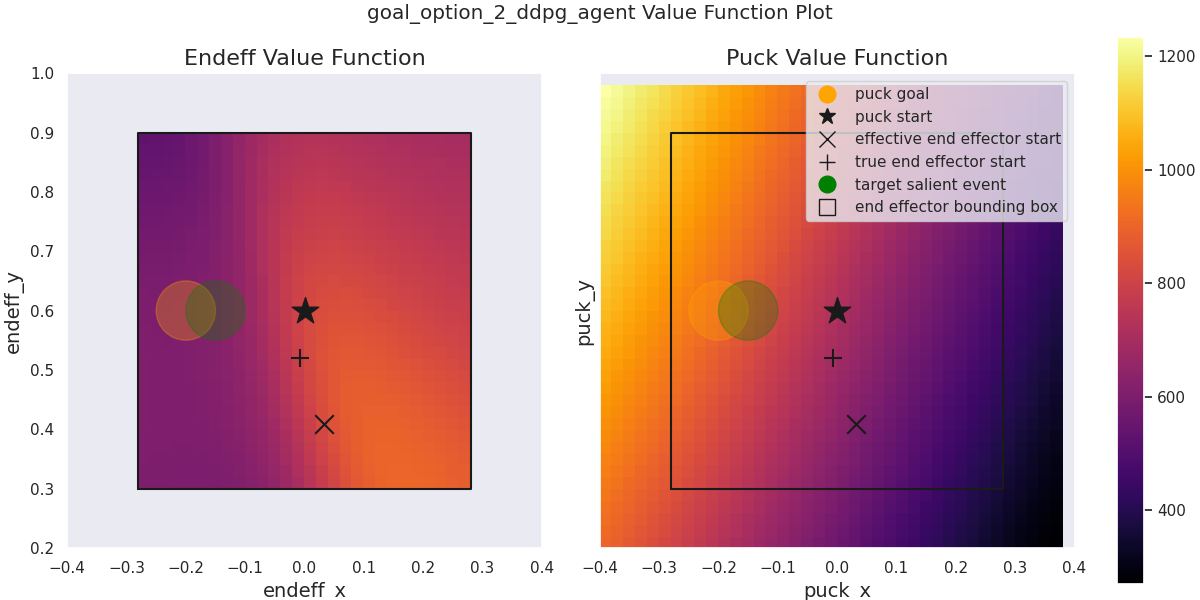 goal_option_2_ddpg_agent Value Function Plot
Endeff Value Function
1.0
0.9
0.8
0.7
0.6
0.5
0.4
0.3
0.2
endeff_y
−0.4 −0.3 −0.2 −0.1 0.0 0.1 0.2 0.3 0.4
endeff_x
Puck Value Function
puck goal
puck start
effective end effector start
true end effector start
target salient event
end effector bounding box
puck_y
−0.4 −0.3 −0.2 −0.1 0.0 0.1 0.2 0.3 0.4
puck_x
1200
1000
800
600
400